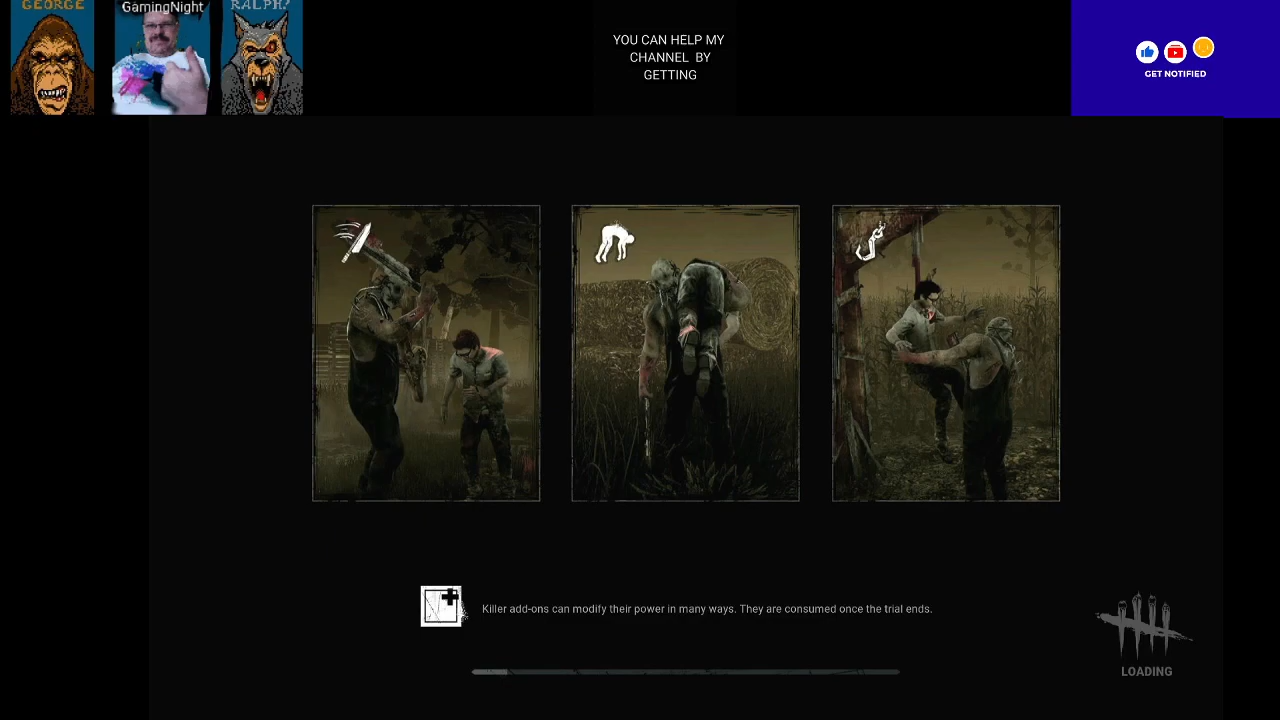 GEORGE
GamingNight
RALPH!
YOU CAN HELP MY
CHANNEL BY
GETTING
GET NOTIFIED
Killer add-ons can modify their power in many ways. They are consumed once the trial ends.
LOADING